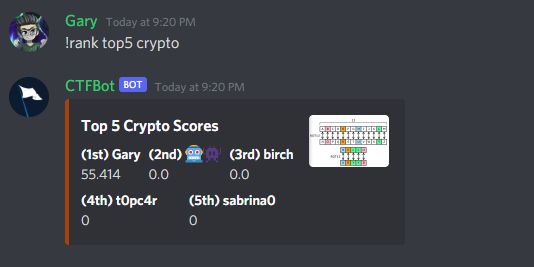 Gary Today at 9:20 PM
!rank top5 crypto
CTFBot BOT Today at 9:20 PM
Top 5 Crypto Scores
(1st) Gary (2nd) 🤖👾 (3rd) birch
55.414 0.0 0.0
(4th) t0pc4r (5th) sabrina0
0 0